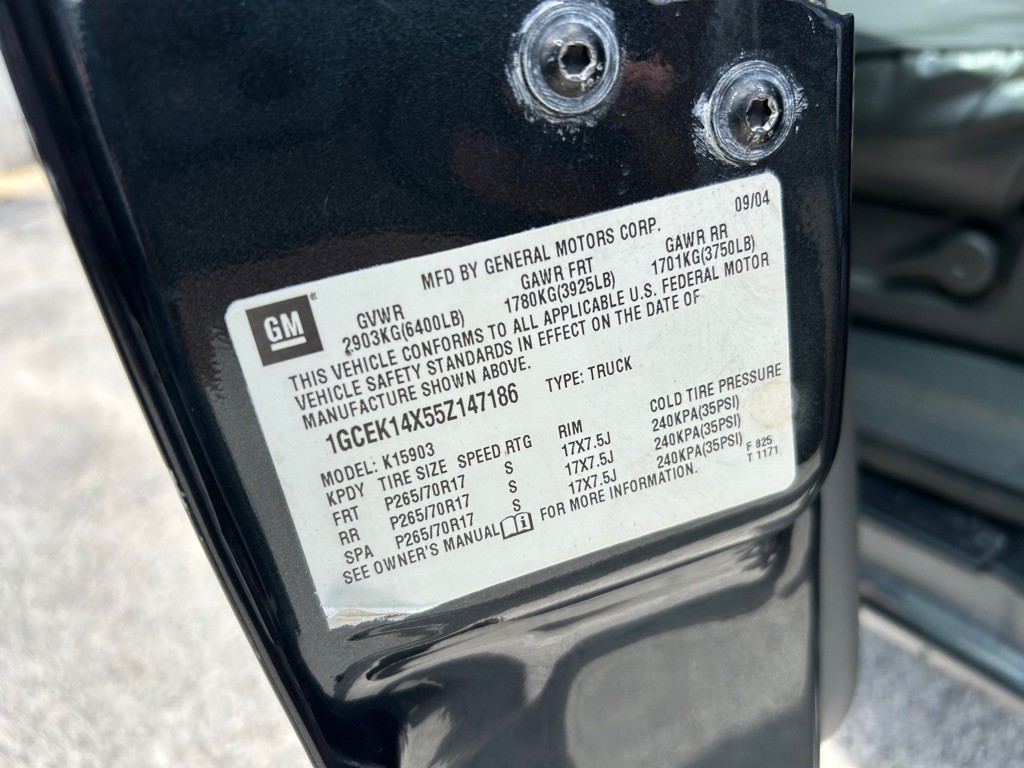 09/04
MFD BY GENERAL MOTORS CORP.
GM®
GVWR GAWR FRT GAWR RR
2903KG(6400LB) 1780KG(3925LB) 1701KG(3750LB)
THIS VEHICLE CONFORMS TO ALL APPLICABLE U.S. FEDERAL MOTOR
VEHICLE SAFETY STANDARDS IN EFFECT ON THE DATE OF
MANUFACTURE SHOWN ABOVE.
1GCEK14X55Z147186 TYPE: TRUCK
MODEL: K15903
KPDY TIRE SIZE SPEED RTG RIM COLD TIRE PRESSURE
FRT P265/70R17 S 17X7.5J 240KPA(35PSI)
RR P265/70R17 S 17X7.5J 240KPA(35PSI)
SPA P265/70R17 S 17X7.5J 240KPA(35PSI)
SEE OWNER'S MANUAL i FOR MORE INFORMATION.
F 825
T 1171